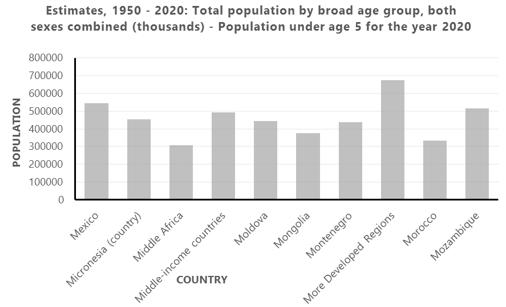 Estimates, 1950 - 2020: Total population by broad age group, both
sexes combined (thousands) - Population under age 5 for the year 2020
800000
700000
600000
500000
400000
300000
200000
100000
0
POPULATION
Mexico
Micronesia (country)
Middle Africa
Middle-income countries
Moldova
Mongolia
Montenegro
More Developed Regions
Morocco
Mozambique
COUNTRY